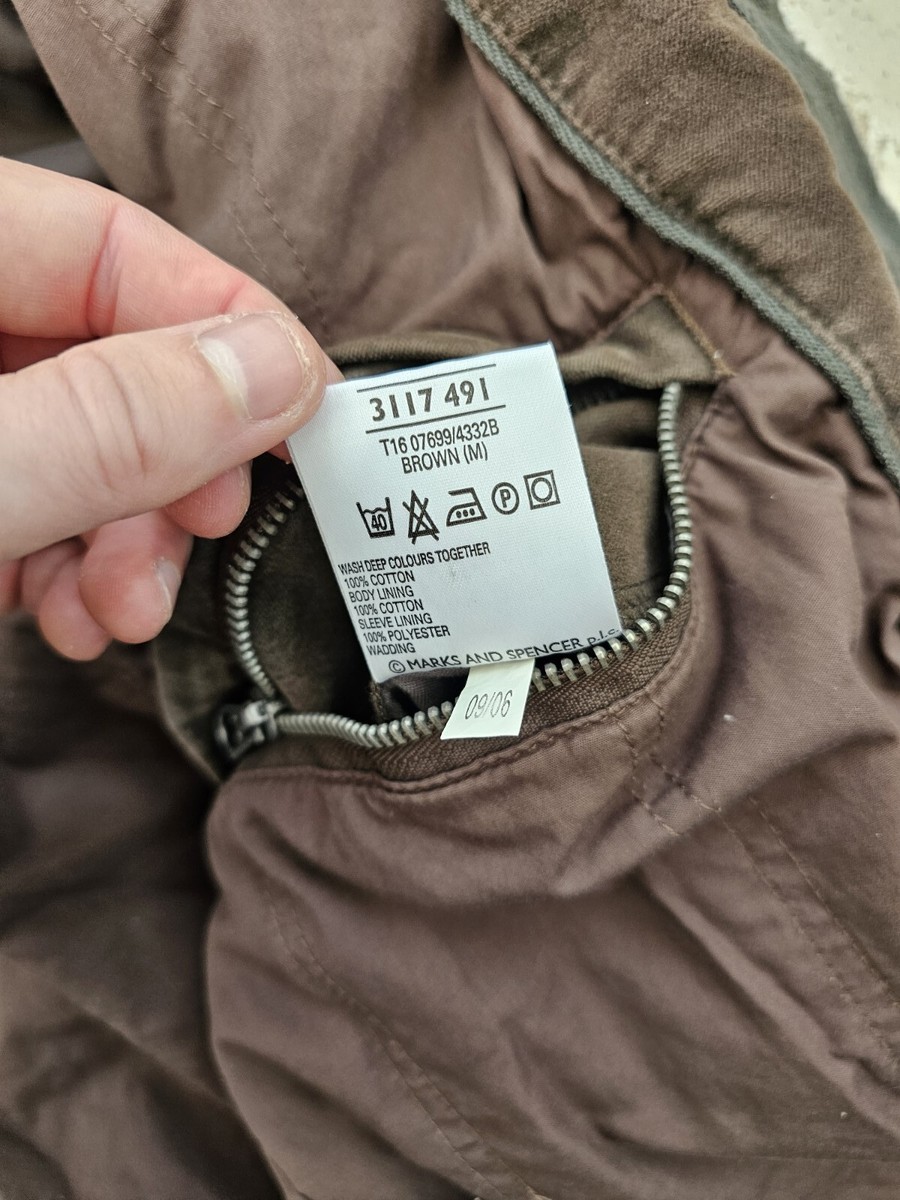 3117 491
T16 07699/4332B
BROWN (M)
40
P
WASH DEEP COLOURS TOGETHER
100% COTTON
BODY LINING
100% COTTON
SLEEVE LINING
100% POLYESTER
WADDING
© MARKS AND SPENCER p.l.c.
09/06